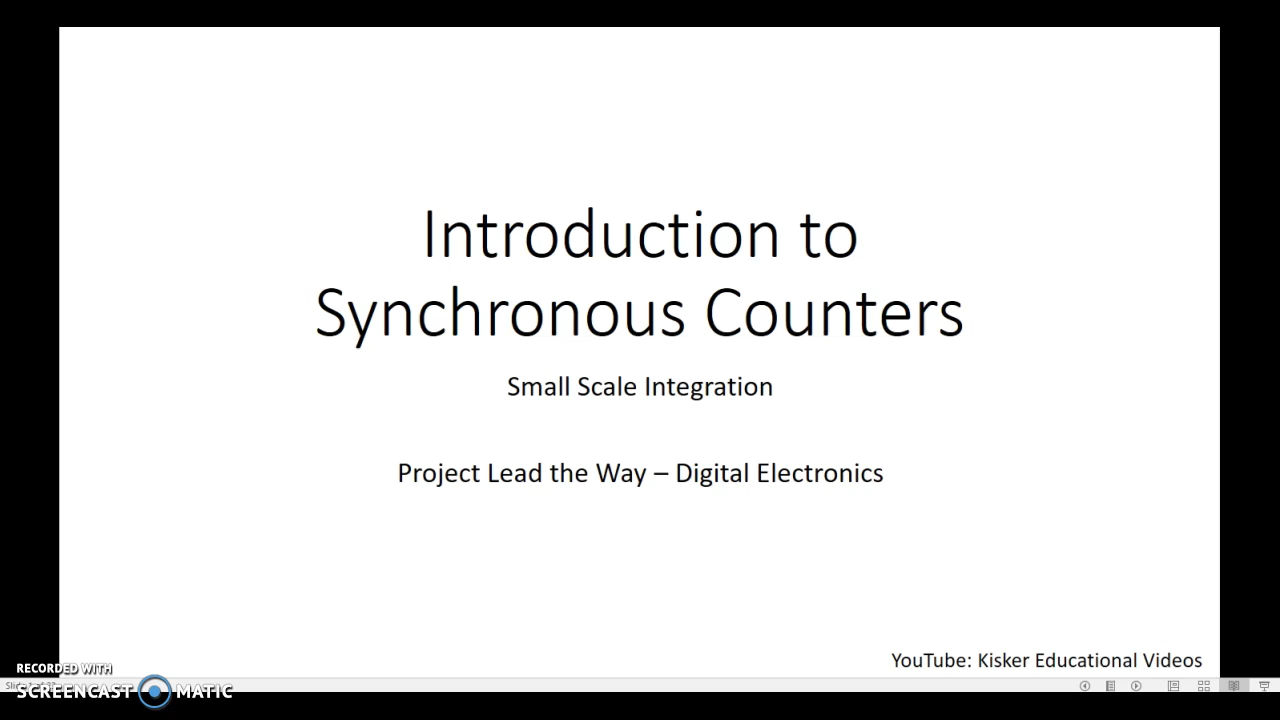 Introduction to
Synchronous Counters
Small Scale Integration
Project Lead the Way – Digital Electronics
YouTube: Kisker Educational Videos
RECORDED WITH
SCREENCAST MATIC